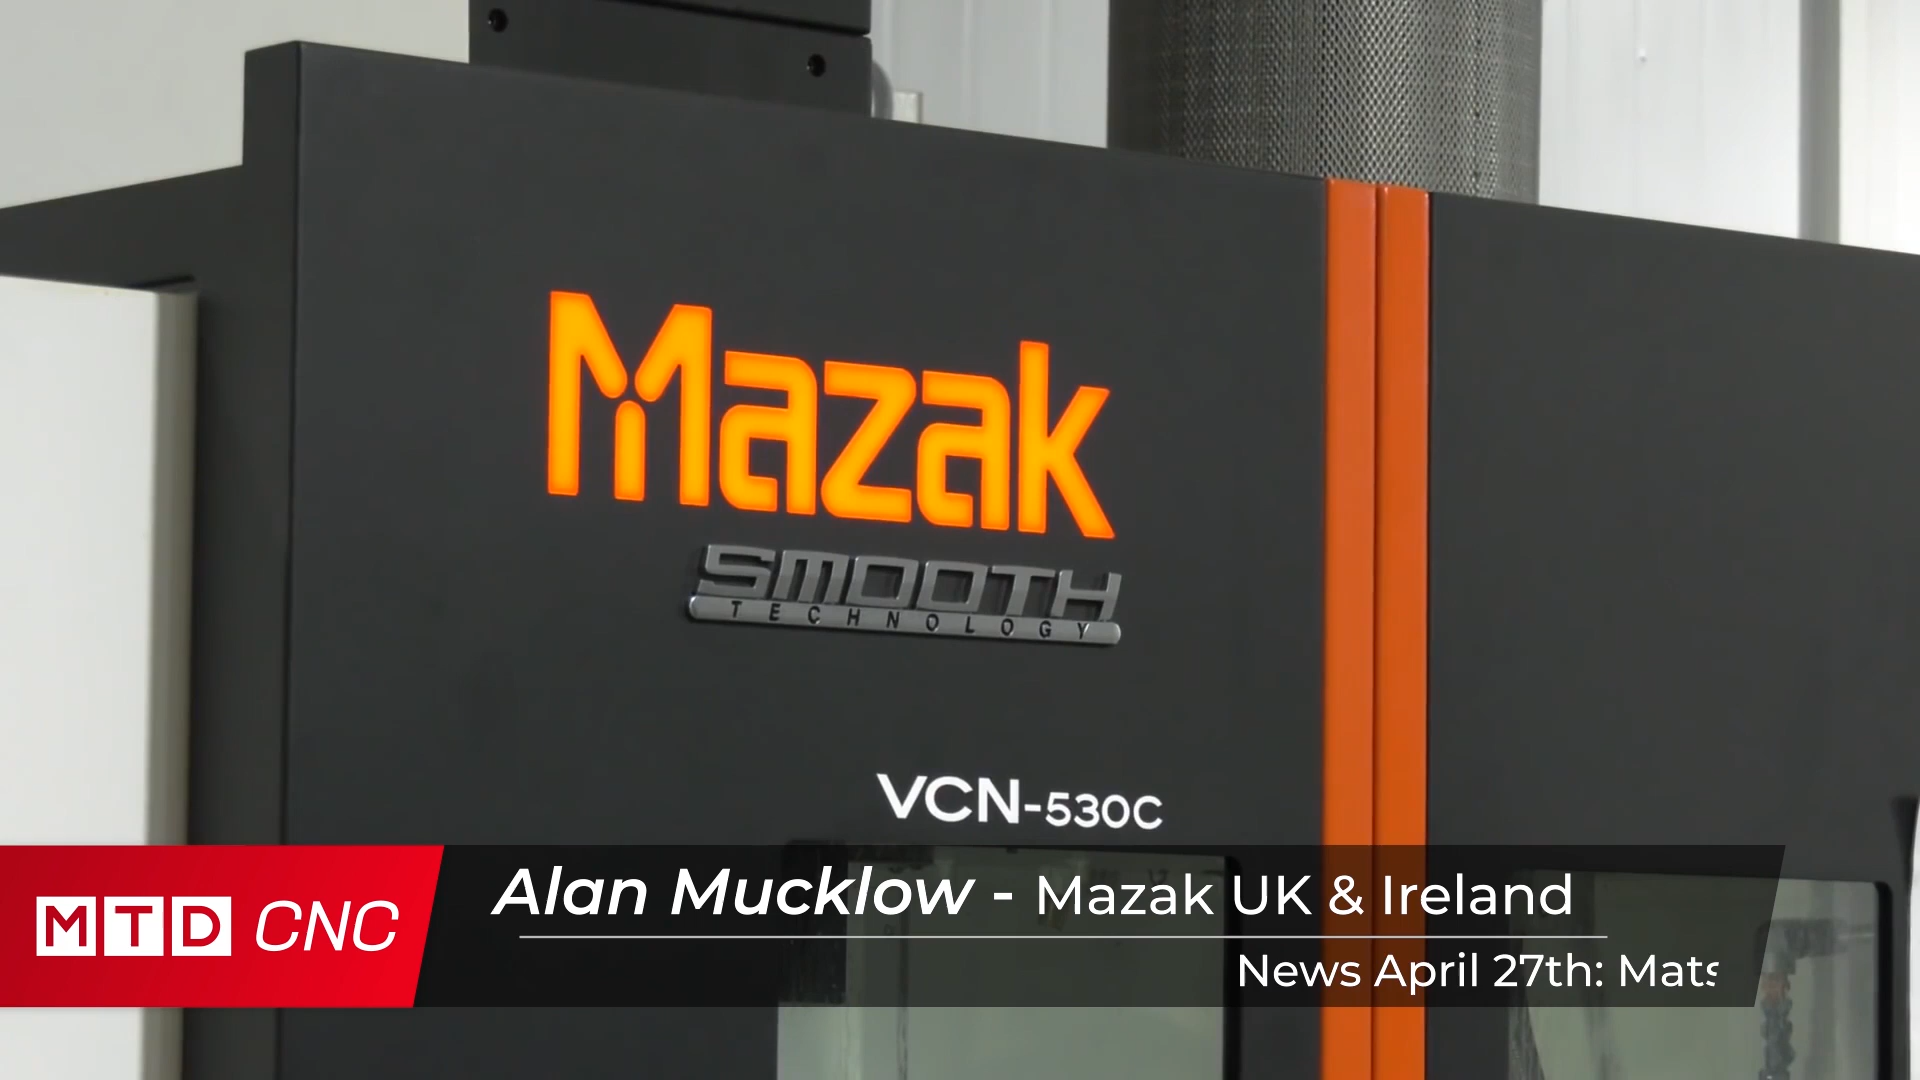 Mazak
SMOOTH
TECHNOLOGY
VCN-530C
MTD CNC
Alan Mucklow - Mazak UK & Ireland
News April 27th: